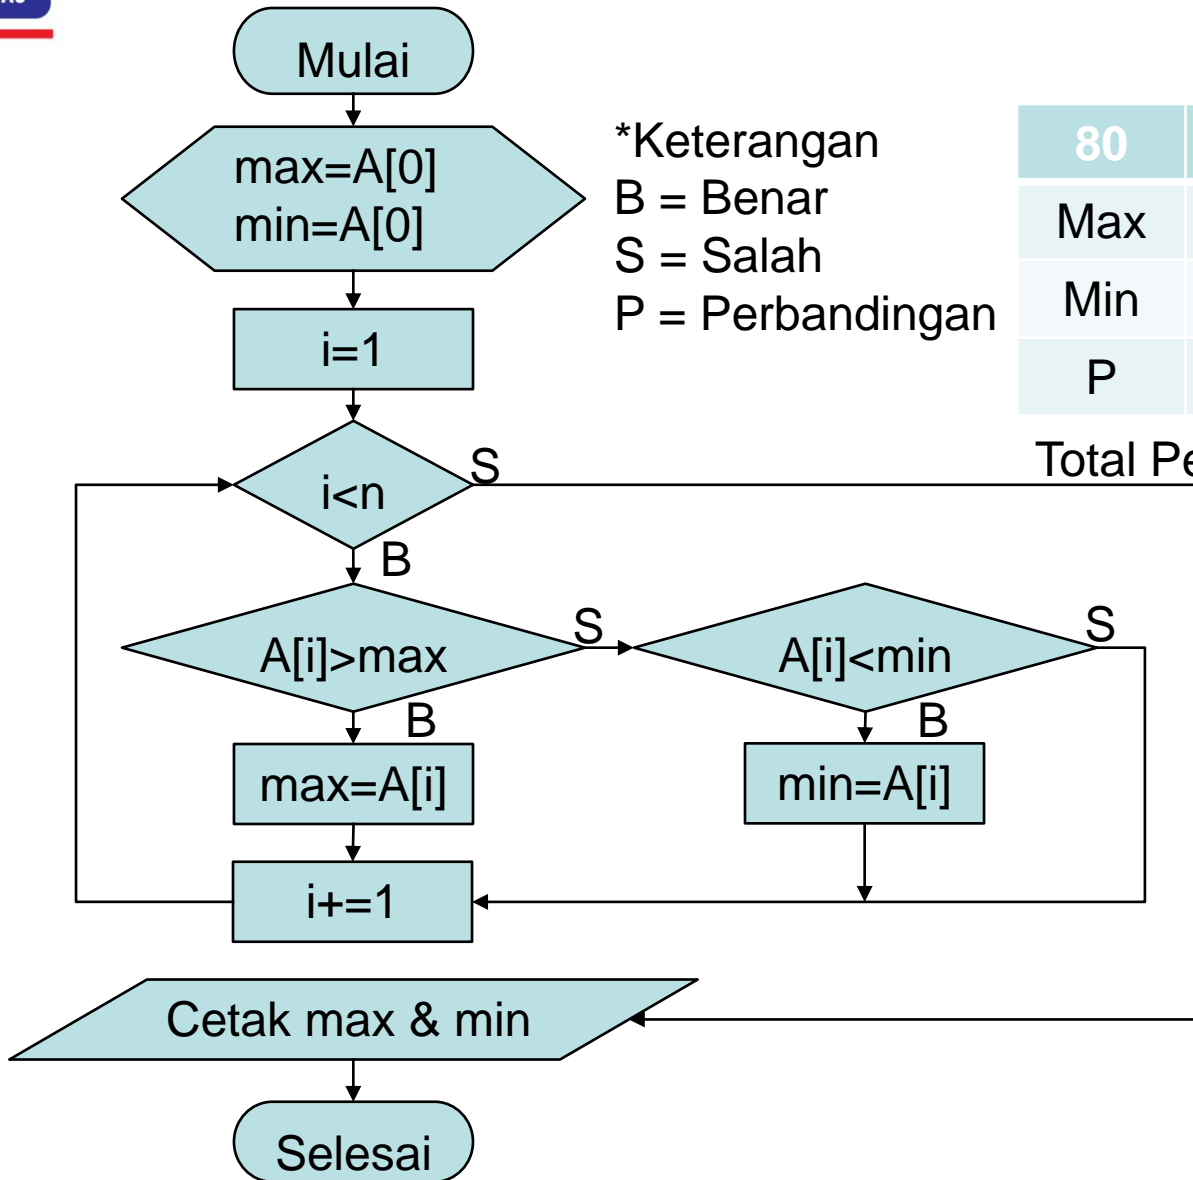 Mulai
max=A[0]
min=A[0]
*Keterangan
B = Benar
S = Salah
P = Perbandingan
80
Max
Min
P
Total
i=1
i<n
S
B
A[i]>max
S
A[i]<min
S
B
B
max=A[i]
min=A[i]
i+=1
Cetak max & min
Selesai